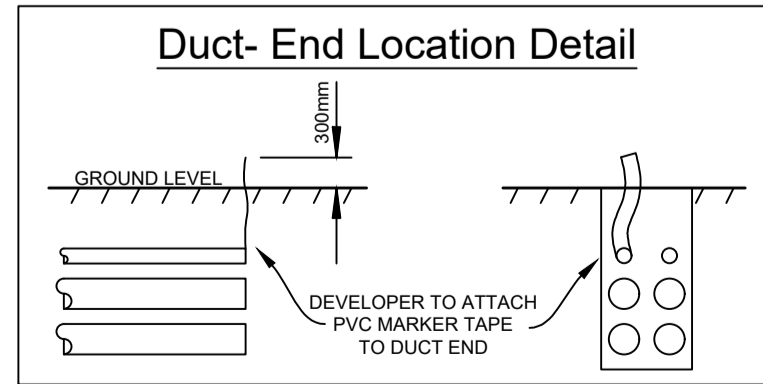 Duct- End Location Detail
300mm
GROUND LEVEL
DEVELOPER TO ATTACH
PVC MARKER TAPE
TO DUCT END